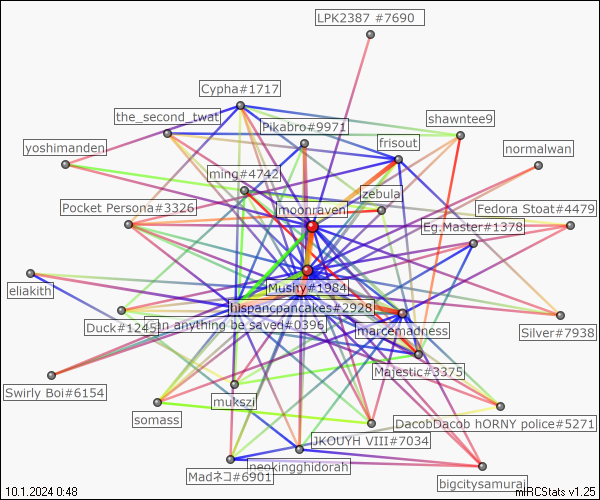 LPK2387 #7690
Cypha#1717
the_second_twat
Pikabro#9971
shawntee9
frisout
yoshimanden
normalwan
ming#4742
zebula
Pocket Persona#3326
moonraven
Fedora Stoat#4479
Eg.Master#1378
eliakith
Mushy#1984
hispancpancakes#2928
Duck#1245
an anything be saved#0396
marcemadness
Silver#7938
Majestic#3375
Swirly Boi#6154
mukszi
somass
DacobDacob hORNY police#5271
JKOUYH VIII#7034
neokingghidorah
Madネコ#6901
bigcitysamurai
10.1.2024 0:48
mIRCStats v1.25